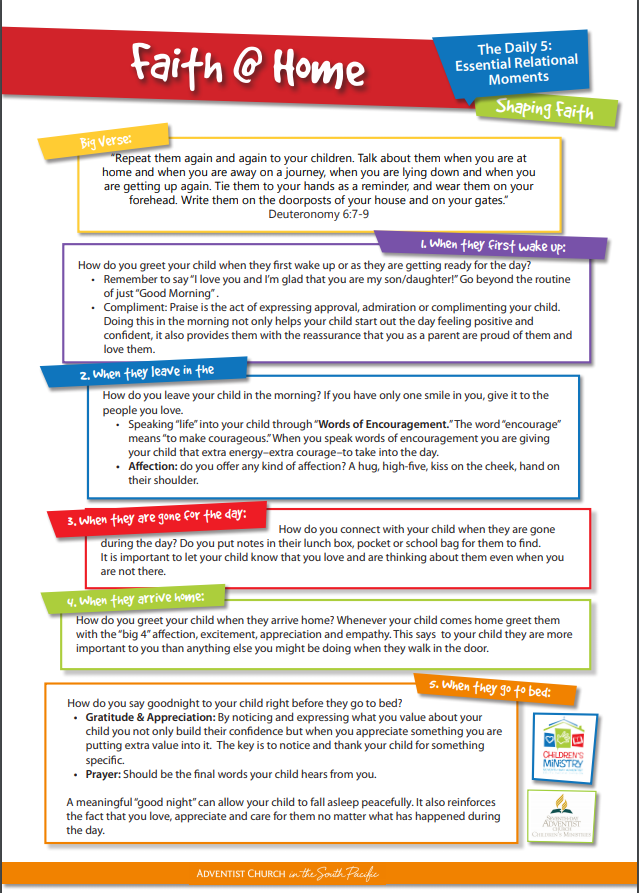 Faith @ Home
The Daily 5:
Essential Relational
Moments
Shaping Faith
Big Verse:
"Repeat them again and again to your children. Talk about them when you are at
home and when you are away on a journey, when you are lying down and when you
are getting up again. Tie them to your hands as a reminder, and wear them on your
forehead. Write them on the doorposts of your house and on your gates."
Deuteronomy 6:7-9
1. When they first wake up:
How do you greet your child when they first wake up or as they are getting ready for the day?
• Remember to say "I love you and I'm glad that you are my son/daughter!" Go beyond the routine
of just "Good Morning" .
• Compliment: Praise is the act of expressing approval, admiration or complimenting your child.
Doing this in the morning not only helps your child start out the day feeling positive and
confident, it also provides them with the reassurance that you as a parent are proud of them and
love them.
2. When they leave in the
How do you leave your child in the morning? If you have only one smile in you, give it to the
people you love.
• Speaking "life" into your child through "Words of Encouragement." The word "encourage"
means "to make courageous." When you speak words of encouragement you are giving
your child that extra energy–extra courage–to take into the day.
• Affection: do you offer any kind of affection? A hug, high-five, kiss on the cheek, hand on
their shoulder.
3. When they are gone for the day:
How do you connect with your child when they are gone
during the day? Do you put notes in their lunch box, pocket or school bag for them to find.
It is important to let your child know that you love and are thinking about them even when you
are not there.
4. When they arrive home:
How do you greet your child when they arrive home? Whenever your child comes home greet them
with the "big 4" affection, excitement, appreciation and empathy. This says to your child they are more
important to you than anything else you might be doing when they walk in the door.
5. When they go to bed:
How do you say goodnight to your child right before they go to bed?
• Gratitude & Appreciation: By noticing and expressing what you value about your
child you not only build their confidence but when you appreciate something you are
putting extra value into it. The key is to notice and thank your child for something
specific.
• Prayer: Should be the final words your child hears from you.
A meaningful "good night" can allow your child to fall asleep peacefully. It also reinforces
the fact that you love, appreciate and care for them no matter what has happened during
the day.
CHILDREN'S
MINISTRY
SEVENTH-DAY
ADVENTIST
CHURCH
CHILDREN'S MINISTRIES
ADVENTIST CHURCH in the South Pacific